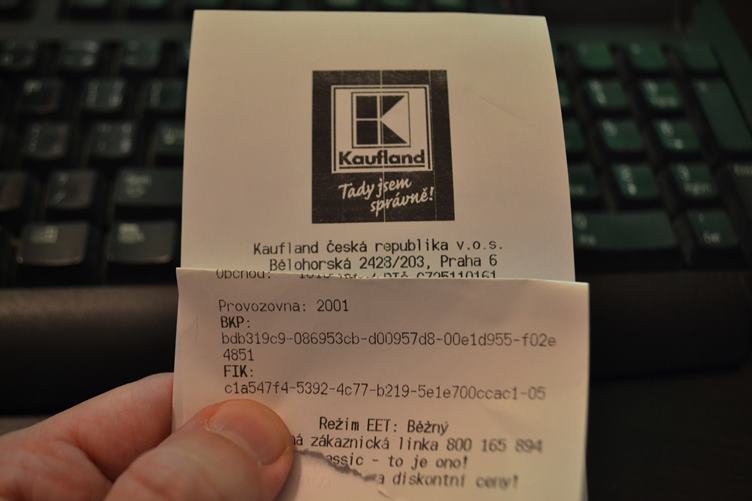 Kaufland
Tady jsem
správně!
Kaufland česká republika v.o.s.
Bělohorská 2428/203, Praha 6
Obchod:
Provozovna: 2001
BKP:
bdb319c9-086953cb-d00957d8-00e1d955-f02e
4851
FIK:
c1a547f4-5392-4c77-b219-5e1e700ccac1-05
Režim EET: Běžný
zákaznická linka 800 165 894
assic - to je ono!
a diskontní ceny!